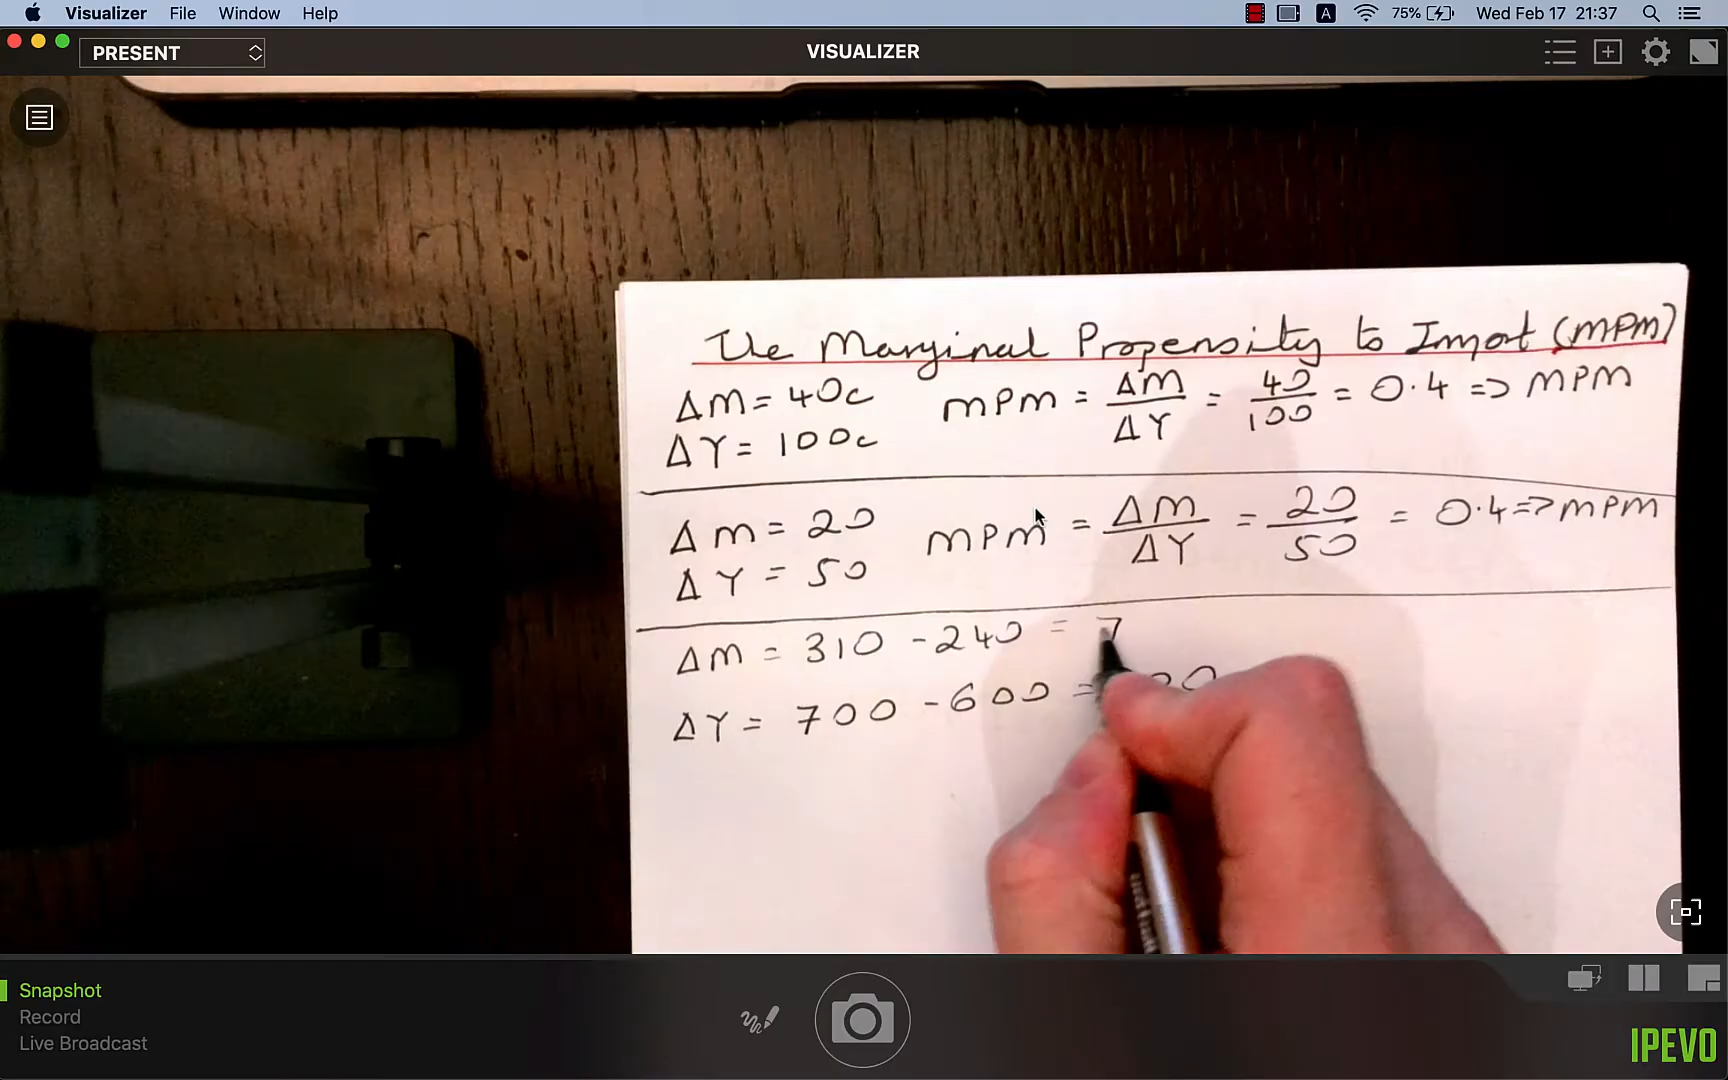 Visualizer File Window Help A 75% Wed Feb 17 21:37
PRESENT VISUALIZER
The Marginal Propensity to Import (MPM)
ΔM = 40c MPM = ΔM/ΔY = 40/100 = 0.4 => MPM
ΔY = 100c
ΔM = 20 MPM = ΔM/ΔY = 20/50 = 0.4 => MPM
ΔY = 50
ΔM = 310 - 240 = 7
ΔY = 700 - 600 =
Snapshot
Record
Live Broadcast
IPEVO